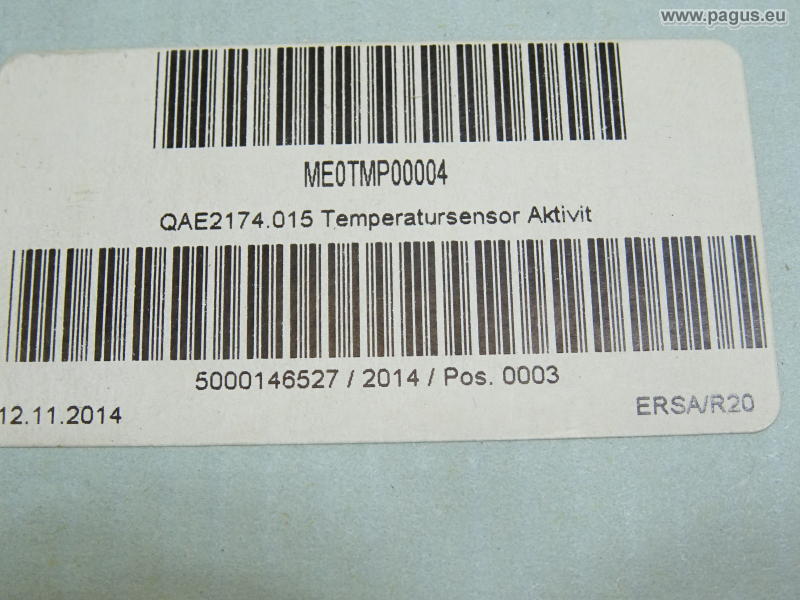 www.pagus.eu
ME0TMP00004
QAE2174.015 Temperatursensor Aktivit
5000146527 / 2014 / Pos. 0003
12.11.2014
ERSA/R20